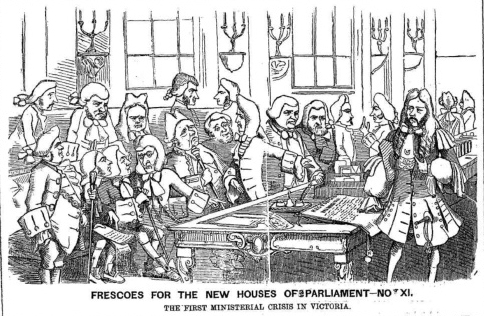 FRESCOES FOR THE NEW HOUSES OF PARLIAMENT—NO. XI.
THE FIRST MINISTERIAL CRISIS IN VICTORIA.